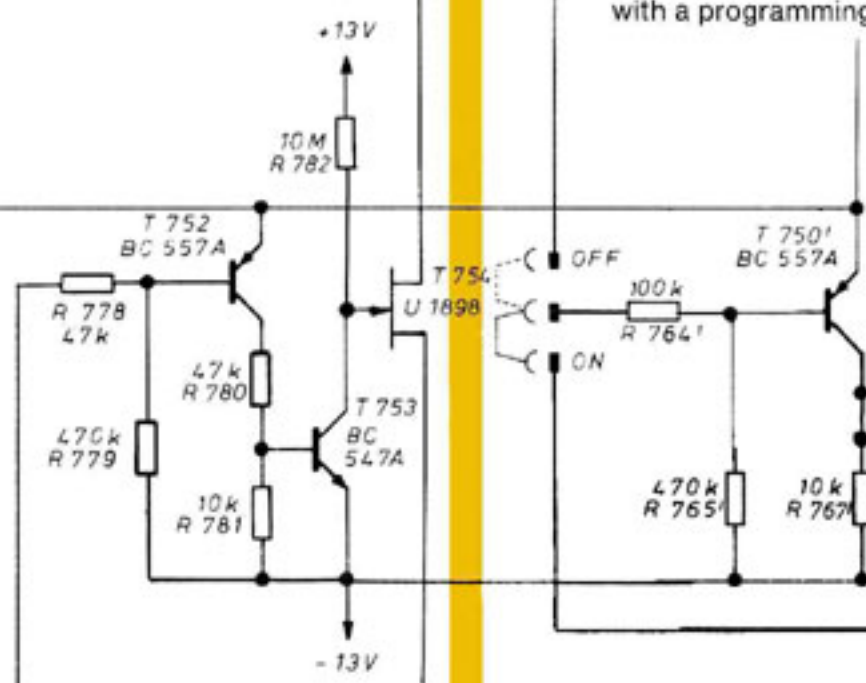 with a programming
+13V
10M
R 782
T 752
BC 557A
R 778
47k
T 754
U 1898
OFF
ON
T 750'
BC 557A
100k
R 764'
47k
R 780
T 753
BC
547A
470k
R 779
10k
R 781
470k
R 765'
10k
R 767'
- 13V